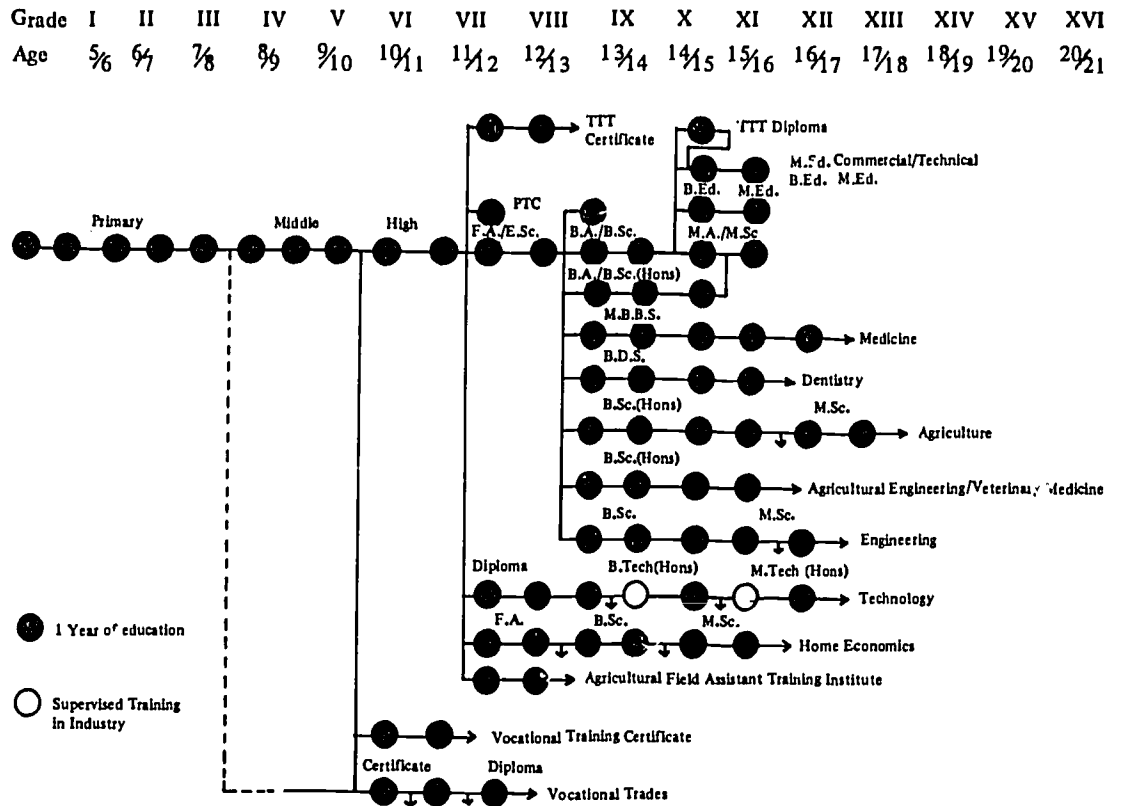 Grade I II III IV V VI VII VIII IX X XI XII XIII XIV XV XVI
Age 5/6 6/7 7/8 8/9 9/10 10/11 11/12 12/13 13/14 14/15 15/16 16/17 17/18 18/19 19/20 20/21
TTT
Certificate
TTT Diploma
M.Ed. Commercial/Technical
B.Ed. M.Ed.
B.Ed. M.Ed.
PTC
Primary Middle High F.A./E.Sc. B.A./B.Sc. M.A./M.Sc
B.A./B.Sc.(Hons)
M.B.B.S.
Medicine
B.D.S.
Dentistry
B.Sc.(Hons) M.Sc.
Agriculture
B.Sc.(Hons)
Agricultural Engineering/Veterinary Medicine
B.Sc. M.Sc.
Engineering
Diploma B.Tech(Hons) M.Tech (Hons)
Technology
F.A. B.Sc. M.Sc.
Home Economics
Agricultural Field Assistant Training Institute
1 Year of education
Supervised Training
in Industry
Vocational Training Certificate
Certificate Diploma
Vocational Trades